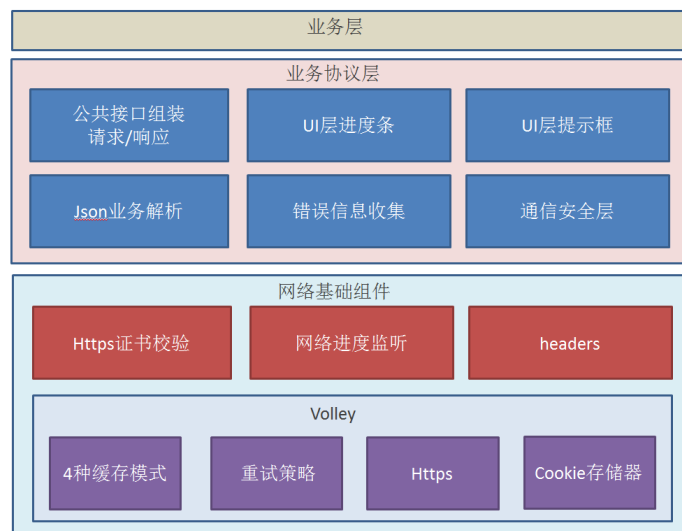 业务层
业务协议层
公共接口组装
请求/响应
UI层进度条
UI层提示框
Json业务解析
错误信息收集
通信安全层
网络基础组件
Https证书校验
网络进度监听
headers
Volley
4种缓存模式
重试策略
Https
Cookie存储器